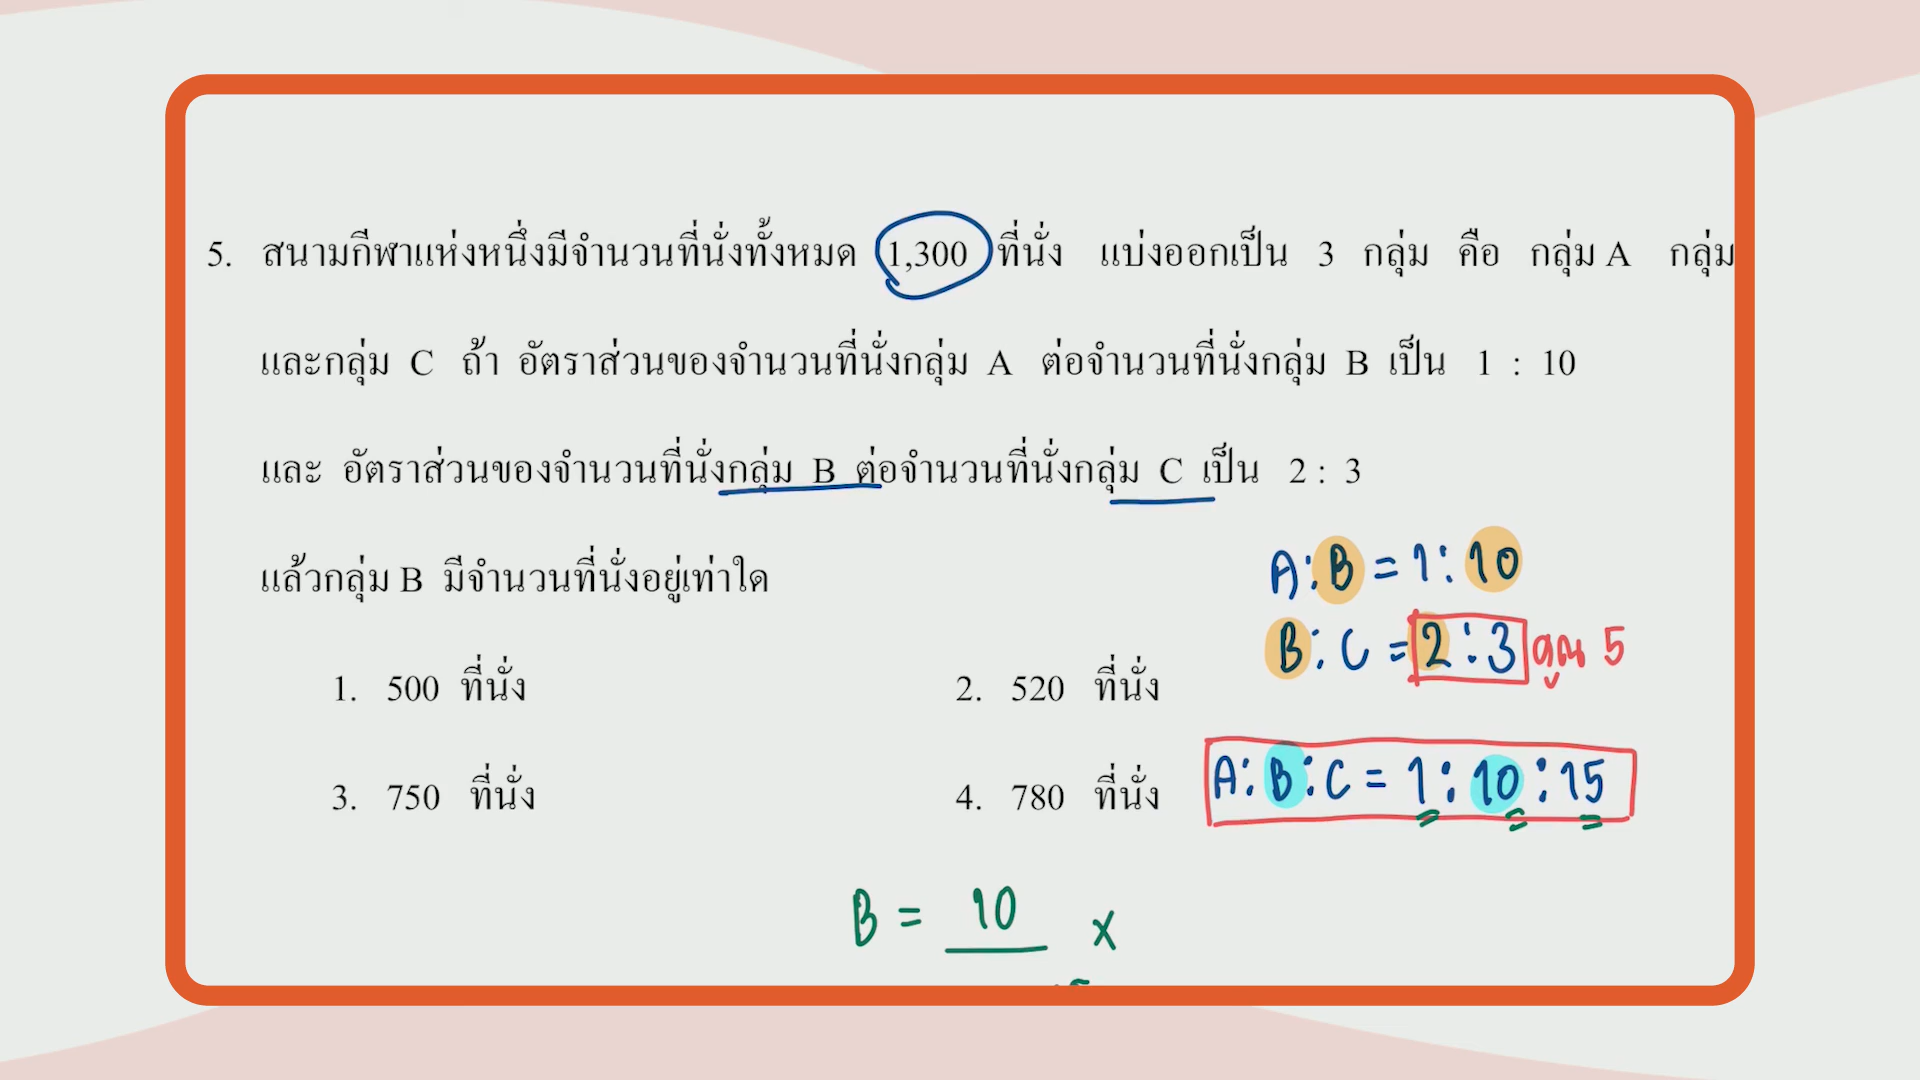 5. สนามกีฬาแห่งหนึ่งมีจำนวนที่นั่งทั้งหมด 1,300 ที่นั่ง แบ่งออกเป็น 3 กลุ่ม คือ กลุ่ม A กลุ่ม
และกลุ่ม C ถ้า อัตราส่วนของจำนวนที่นั่งกลุ่ม A ต่อจำนวนที่นั่งกลุ่ม B เป็น 1 : 10
และ อัตราส่วนของจำนวนที่นั่งกลุ่ม B ต่อจำนวนที่นั่งกลุ่ม C เป็น 2 : 3
แล้วกลุ่ม B มีจำนวนที่นั่งอยู่เท่าใด
A : B = 1 : 10
B : C = 2 : 3 คูณ 5
1. 500 ที่นั่ง
2. 520 ที่นั่ง
3. 750 ที่นั่ง
4. 780 ที่นั่ง
A : B : C = 1 : 10 : 15
B = 10 x